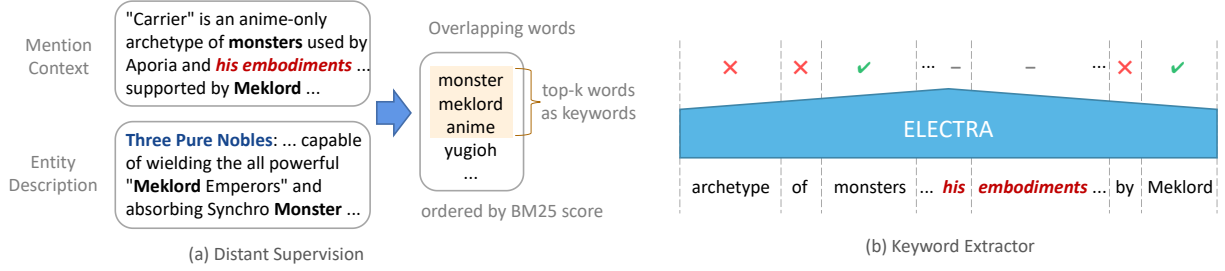 Mention
Context
"Carrier" is an anime-only
archetype of monsters used by
Aporia and his embodiments ...
supported by Meklord ...
Entity
Description
Three Pure Nobles: ... capable
of wielding the all powerful
"Meklord Emperors" and
absorbing Synchro Monster ...
Overlapping words
monster
meklord
anime
yugioh
...
top-k words
as keywords
ordered by BM25 score
(a) Distant Supervision
✕ ✕ ✔ ... – – ... ✕ ✔
ELECTRA
archetype of monsters ... his embodiments ... by Meklord
(b) Keyword Extractor